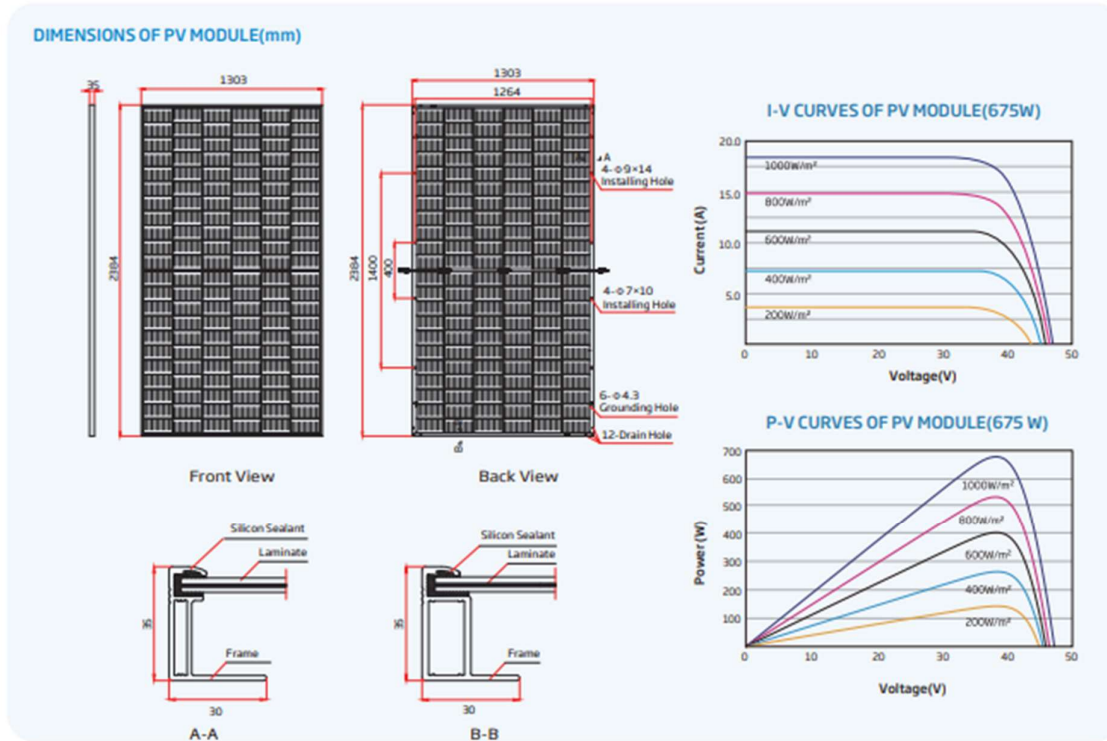 DIMENSIONS OF PV MODULE(mm)
35
1303
2384
Front View
1303
1264
2384
1400
400
A
4-Φ9×14
Installing Hole
4-Φ7×10
Installing Hole
6-Φ4.3
Grounding Hole
12-Drain Hole
B
Back View
Silicon Sealant
Laminate
Frame
35
30
A-A
Silicon Sealant
Laminate
Frame
35
30
B-B
I-V CURVES OF PV MODULE(675W)
Current(A)
20.0
15.0
10.0
5.0
1000W/m²
800W/m²
600W/m²
400W/m²
200W/m²
0 10 20 30 40 50
Voltage(V)
P-V CURVES OF PV MODULE(675 W)
Power(W)
700
600
500
400
300
200
100
1000W/m²
800W/m²
600W/m²
400W/m²
200W/m²
0 10 20 30 40 50
Voltage(V)